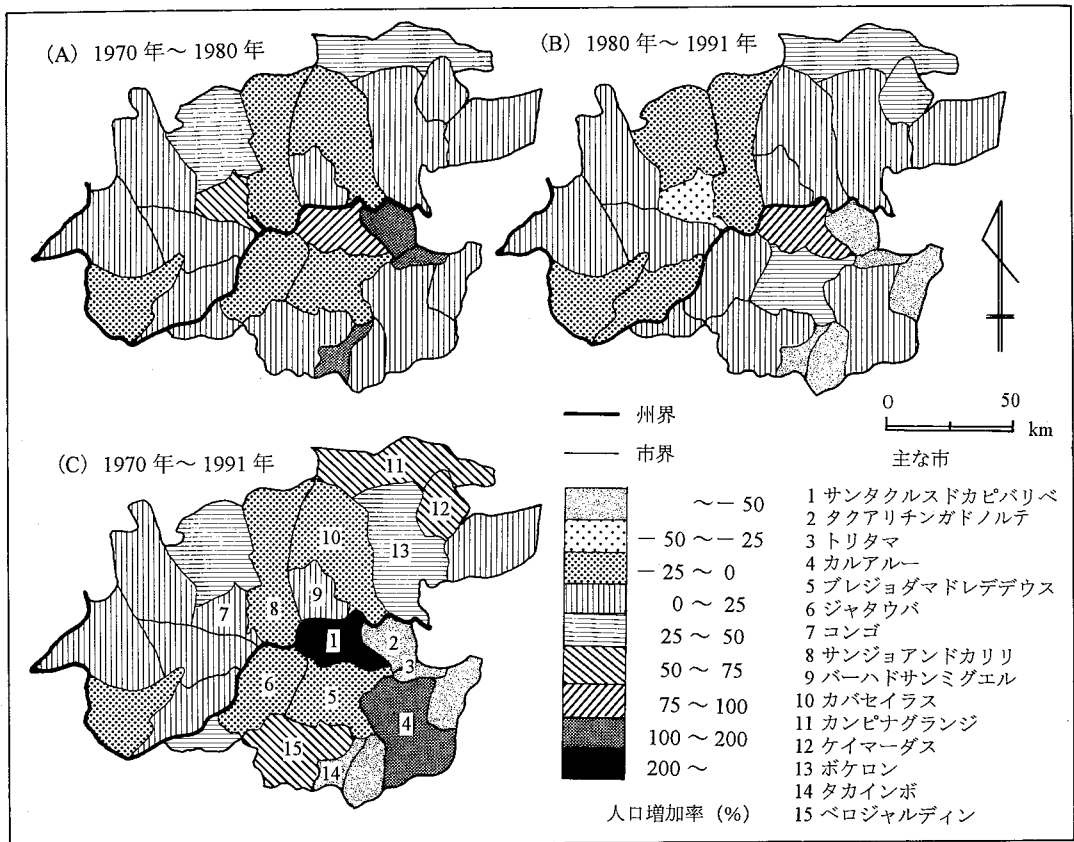 (A) 1970年～1980年
(B) 1980年～1991年
(C) 1970年～1991年
0 50
km
州界
市界
～－50
－50～－25
－25～0
0～25
25～50
50～75
75～100
100～200
200～
人口増加率 (%)
主な市
1 サンタクルスドカピバリベ
2 タクアリチンガドノルテ
3 トリタマ
4 カルアルー
5 ブレジョダマドレデデウス
6 ジャタウバ
7 コンゴ
8 サンジョアンドカリリ
9 バーハドサンミグエル
10 カバセイラス
11 カンピナグランジ
12 ケイマーダス
13 ボケロン
14 タカインボ
15 ベロジャルディン
11
12
10
13
7
8
9
1
2
3
6
5
4
15
14